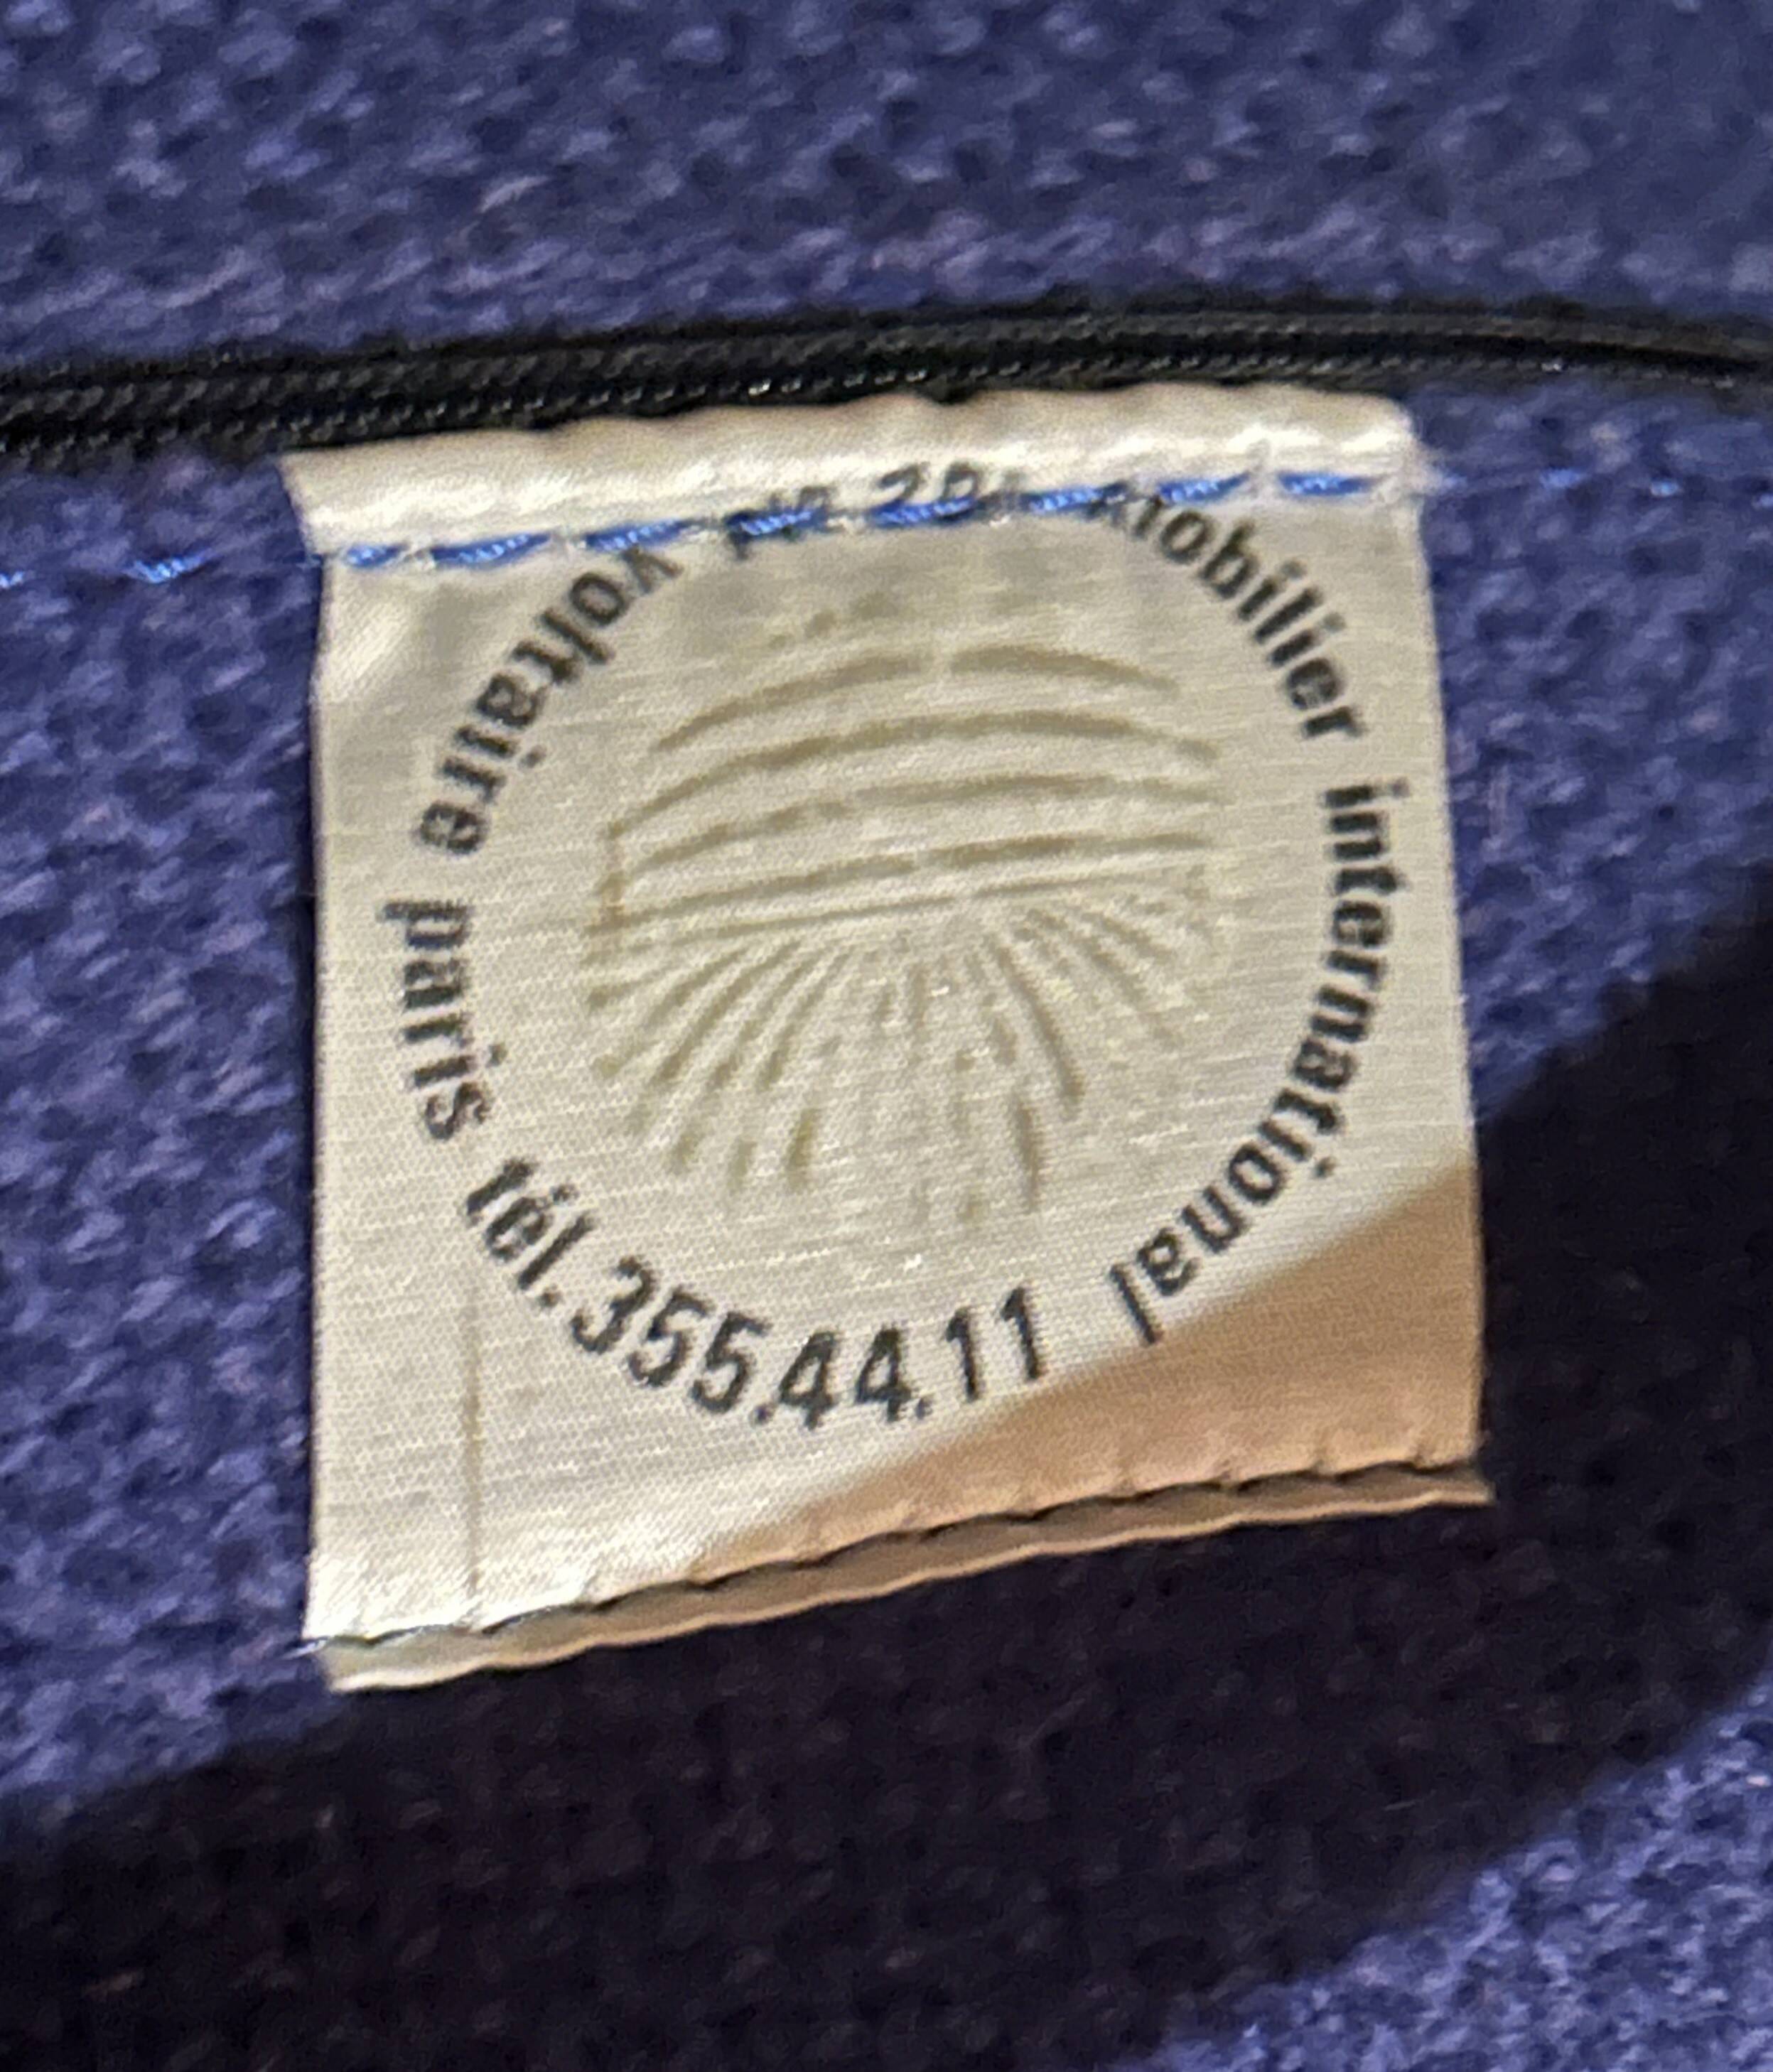 mobilier international
voltaire paris tél.355.44.11